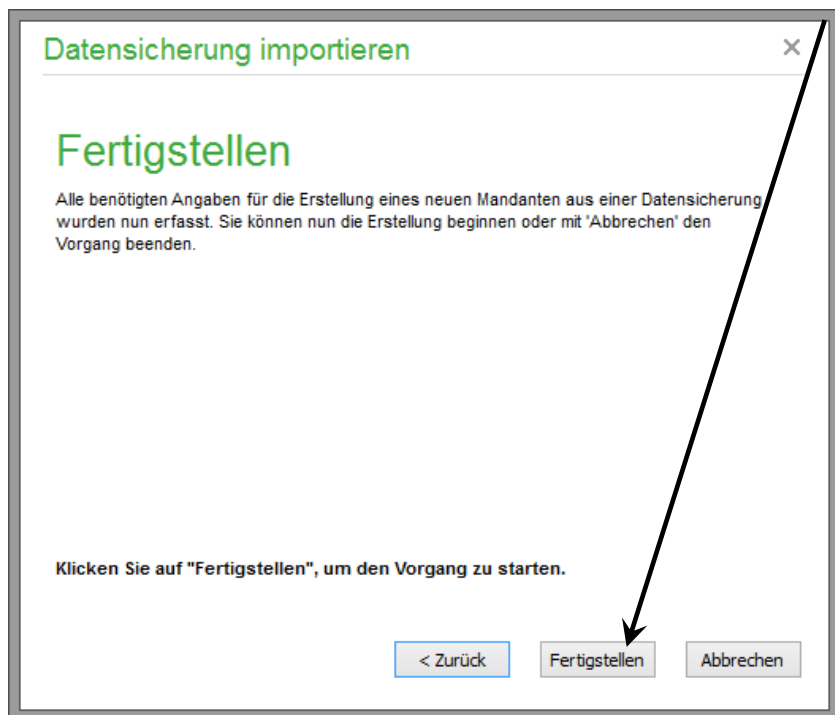 Datensicherung importieren
Fertigstellen
Alle benötigten Angaben für die Erstellung eines neuen Mandanten aus einer Datensicherung
wurden nun erfasst. Sie können nun die Erstellung beginnen oder mit 'Abbrechen' den
Vorgang beenden.
Klicken Sie auf "Fertigstellen", um den Vorgang zu starten.
< Zurück Fertigstellen Abbrechen